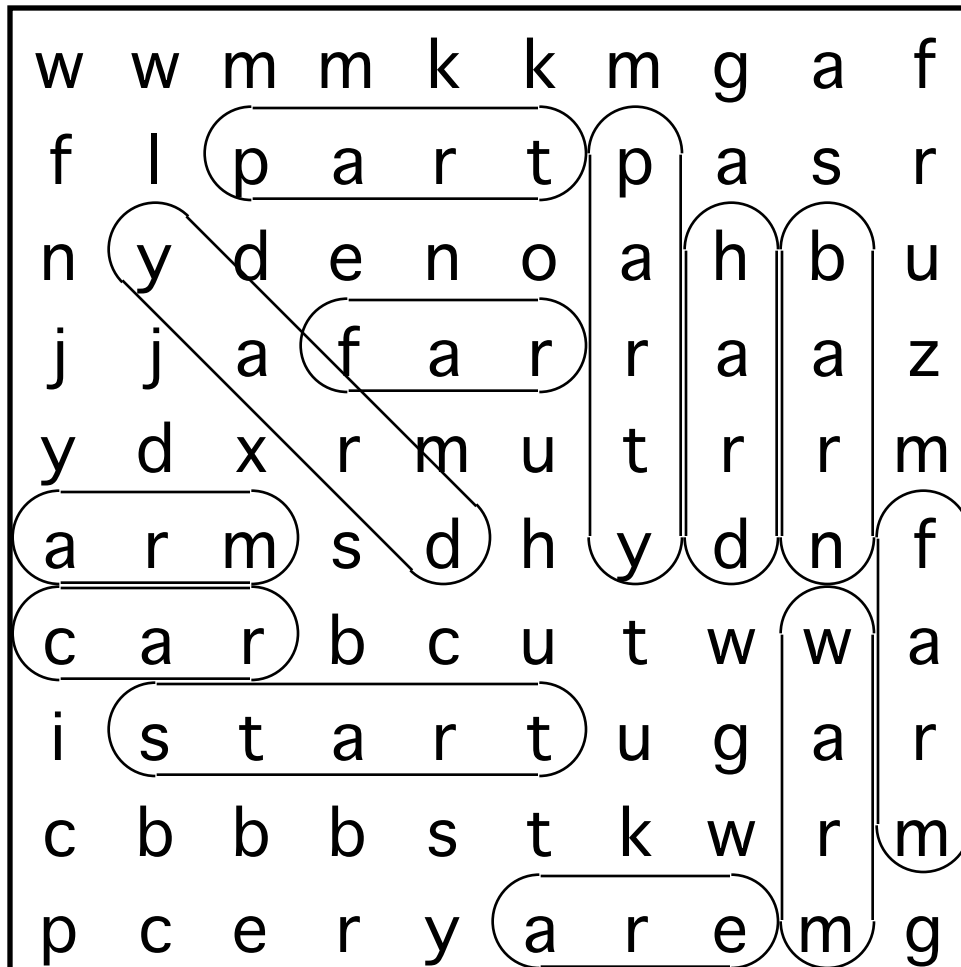 w w m m k k m g a f
f l p a r t p a s r
n y d e n o a h b u
j j a f a r r a a z
y d x r m u t r r m
a r m s d h y d n f
c a r b c u t w w a
i s t a r t u g a r
c b b b s t k w r m
p c e r y a r e m g